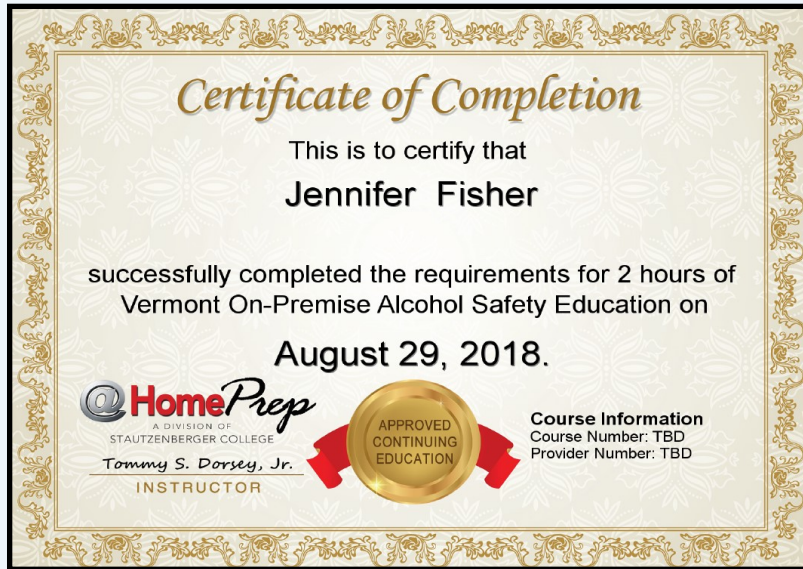 Certificate of Completion
This is to certify that
Jennifer Fisher
successfully completed the requirements for 2 hours of
Vermont On-Premise Alcohol Safety Education on
August 29, 2018.
@HomePrep
A DIVISION OF
STAUTZENBERGER COLLEGE
Tommy S. Dorsey, Jr.
INSTRUCTOR
APPROVED
CONTINUING
EDUCATION
Course Information
Course Number: TBD
Provider Number: TBD